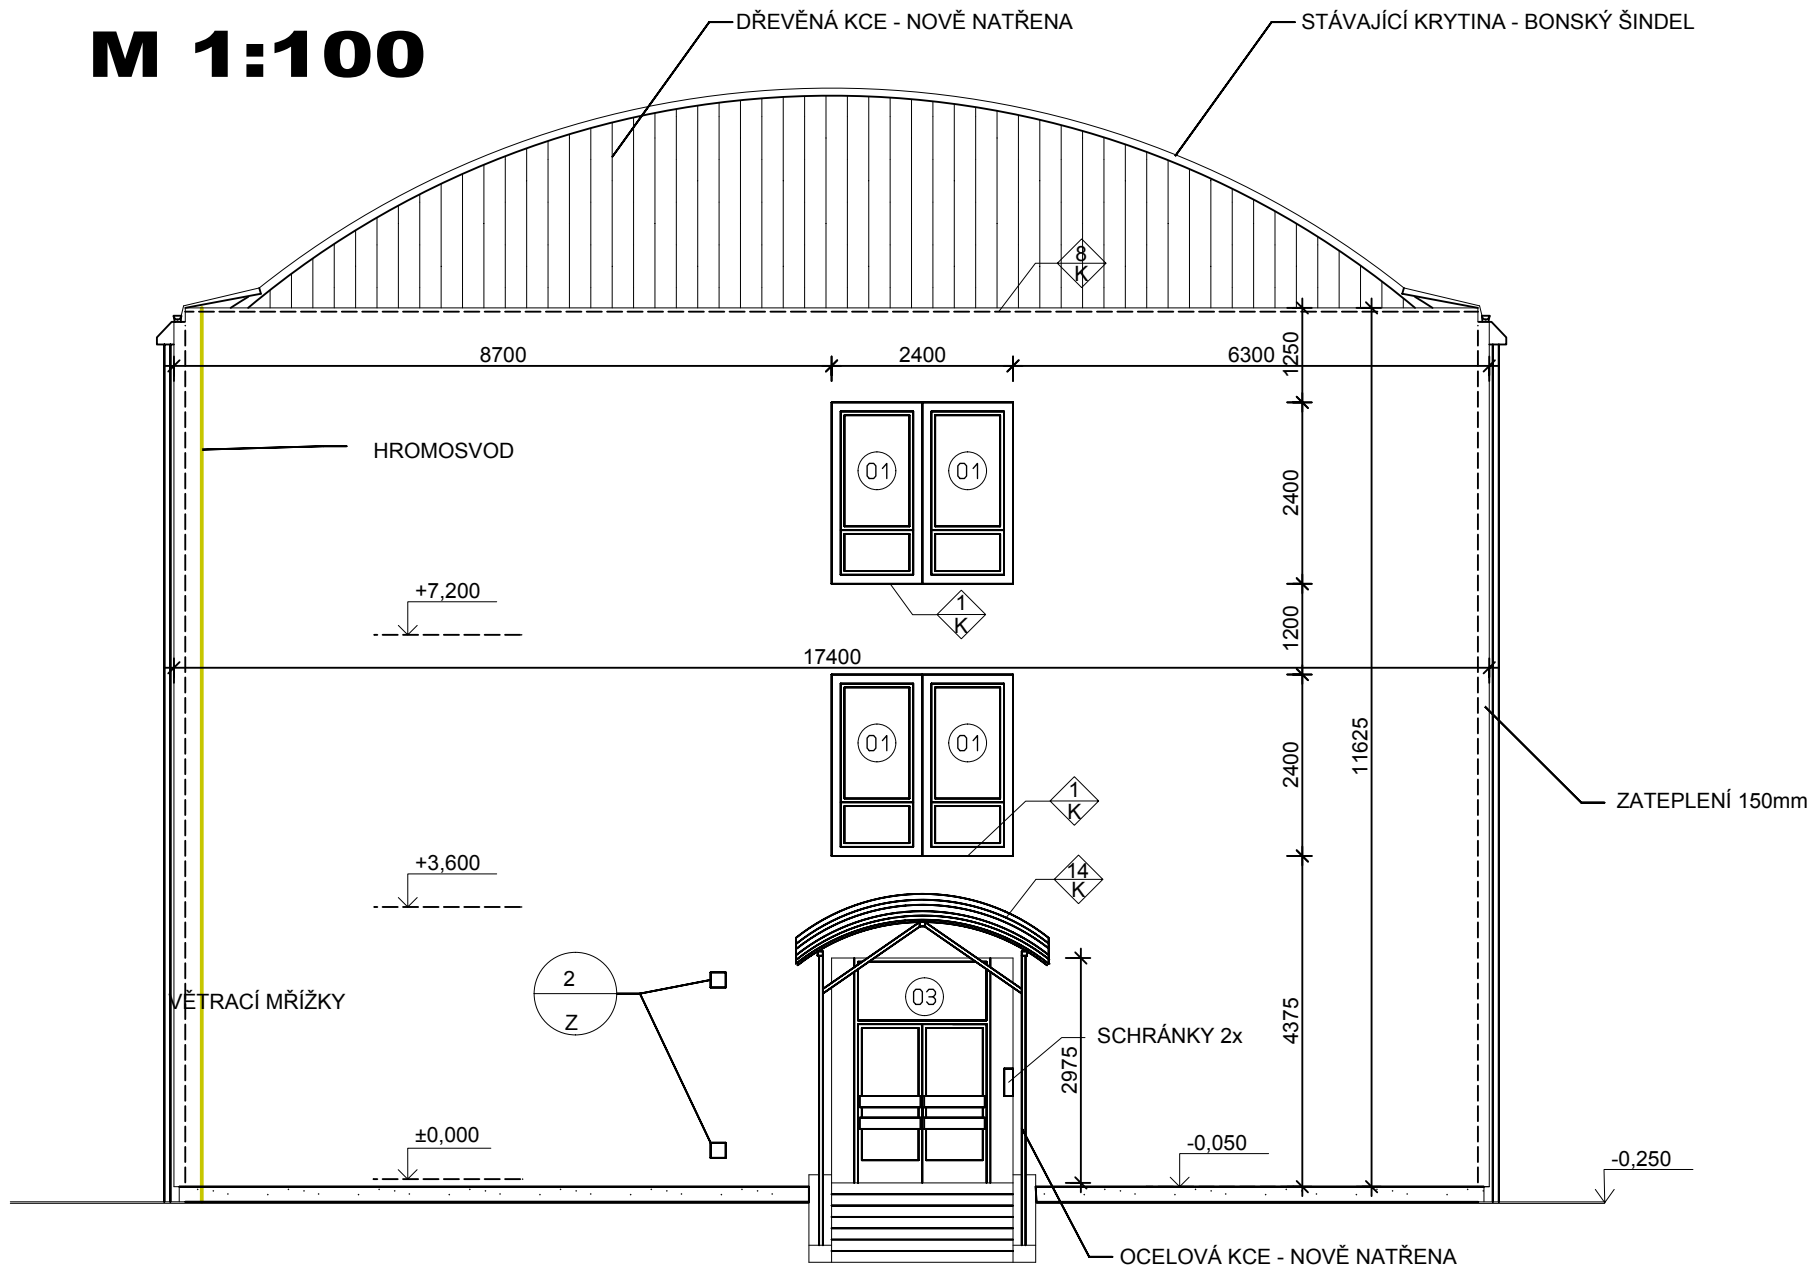 DŘEVĚNÁ KCE - NOVĚ NATŘENA
STÁVAJÍCÍ KRYTINA - BONSKÝ ŠINDEL
M 1:100
8
K
8700
2400
6300
1250
HROMOSVOD
01
01
2400
+7,200
1
K
1200
17400
01
01
2400
11625
1
K
ZATEPLENÍ 150mm
+3,600
14
K
2
Z
VĚTRACÍ MŘÍŽKY
03
SCHRÁNKY 2x
2975
4375
±0,000
-0,050
-0,250
OCELOVÁ KCE - NOVĚ NATŘENA